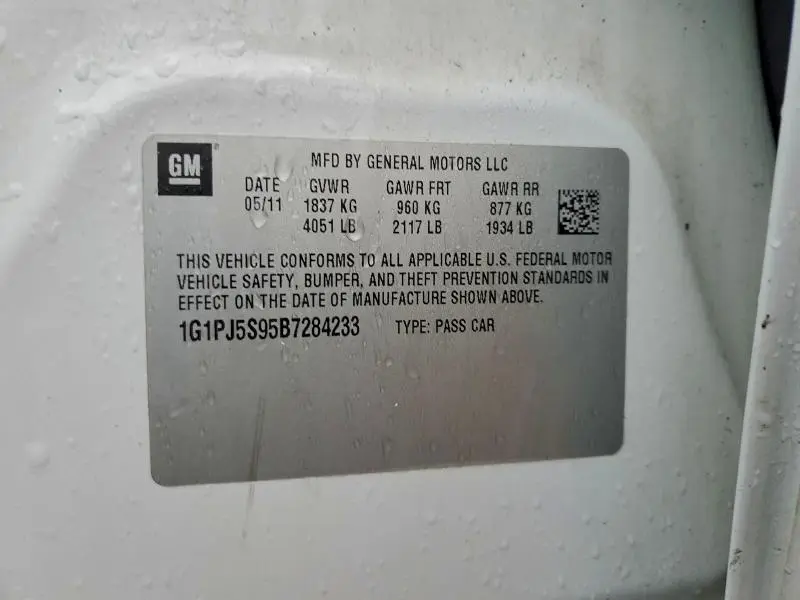 GM
MFD BY GENERAL MOTORS LLC
DATE GVWR GAWR FRT GAWR RR
05/11 1837 KG 960 KG 877 KG
4051 LB 2117 LB 1934 LB
THIS VEHICLE CONFORMS TO ALL APPLICABLE U.S. FEDERAL MOTOR
VEHICLE SAFETY, BUMPER, AND THEFT PREVENTION STANDARDS IN
EFFECT ON THE DATE OF MANUFACTURE SHOWN ABOVE.
1G1PJ5S95B7284233 TYPE: PASS CAR